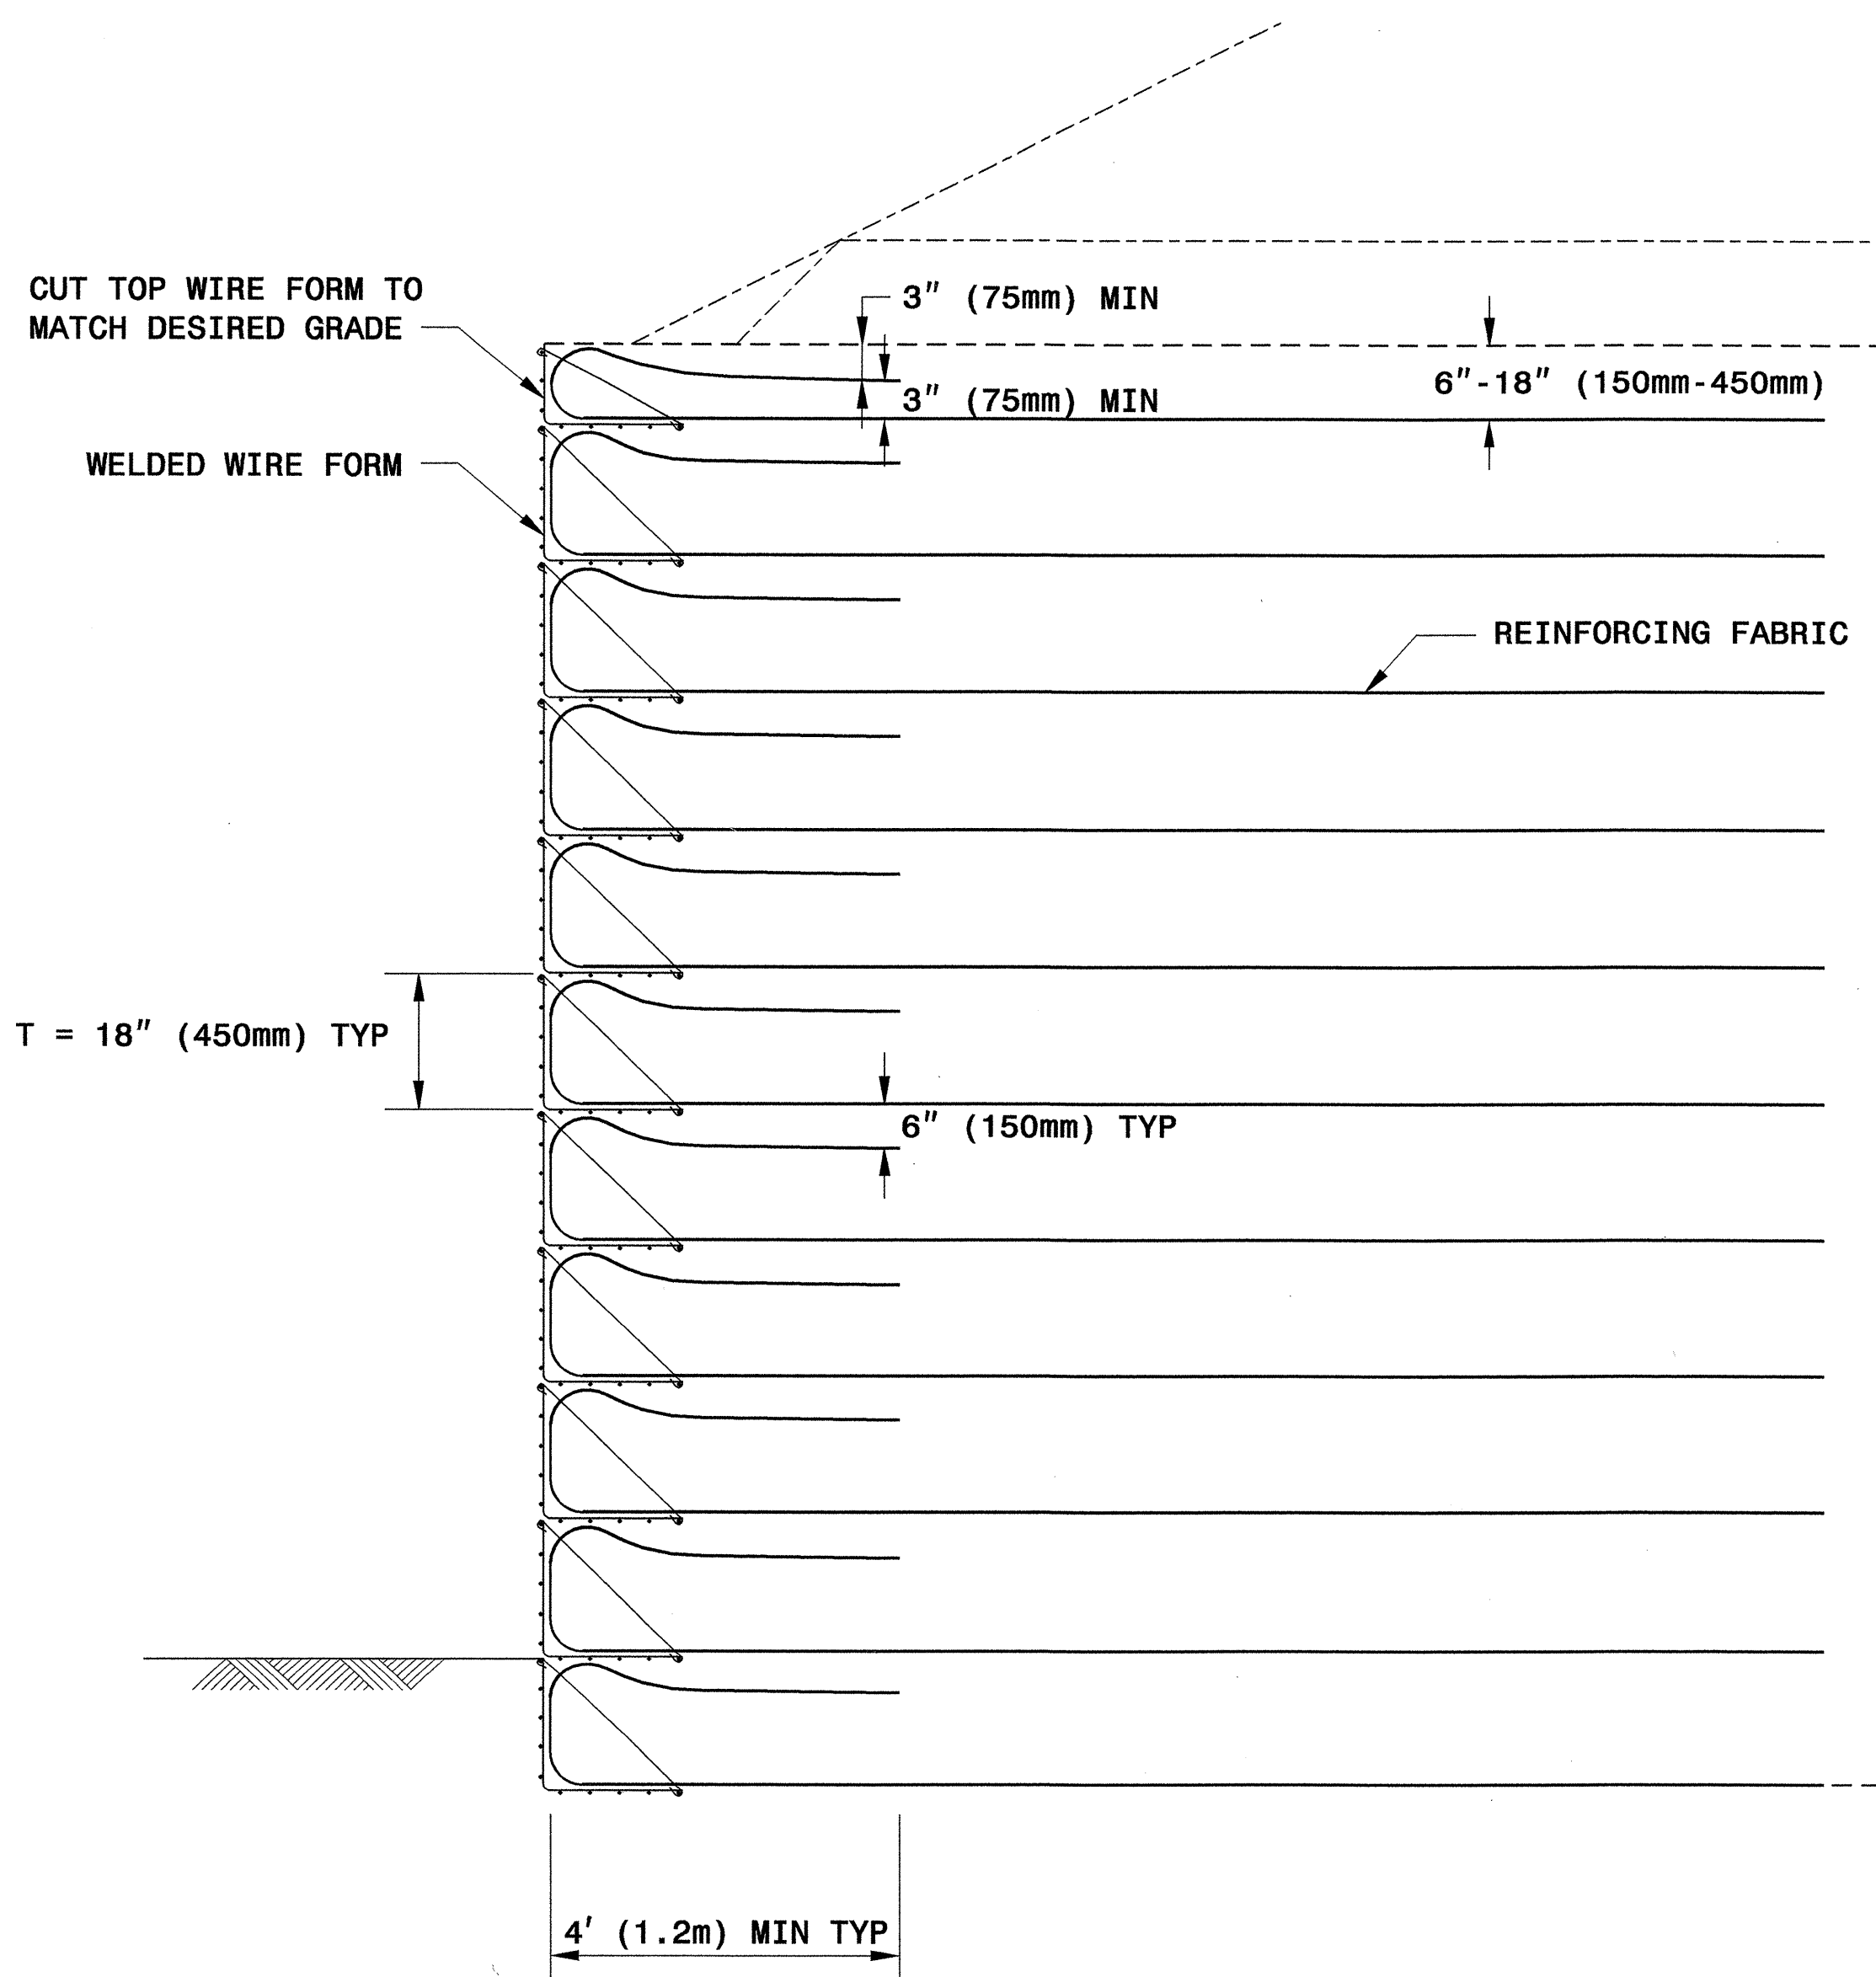 CUT TOP WIRE FORM TO
MATCH DESIRED GRADE
3" (75mm) MIN
3" (75mm) MIN
6"-18" (150mm-450mm)
WELDED WIRE FORM
REINFORCING FABRIC
T = 18" (450mm) TYP
6" (150mm) TYP
4' (1.2m) MIN TYP